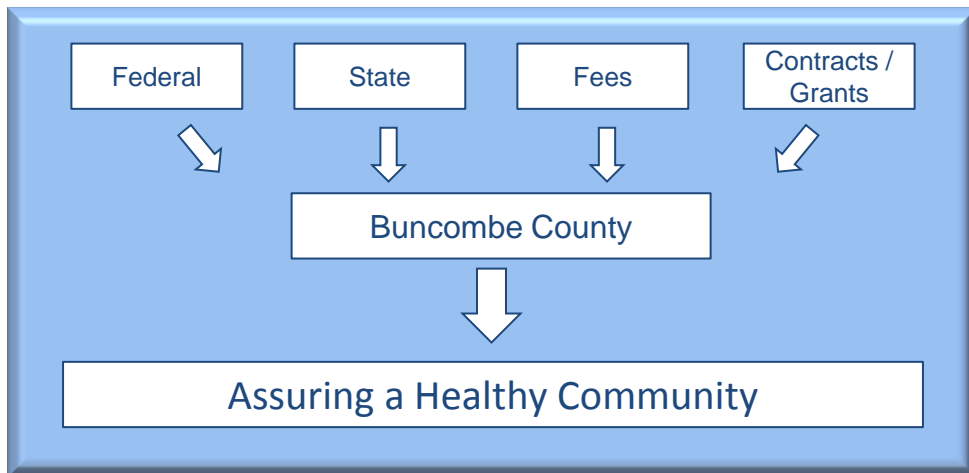 Federal
State
Fees
Contracts /
Grants
Buncombe County
Assuring a Healthy Community